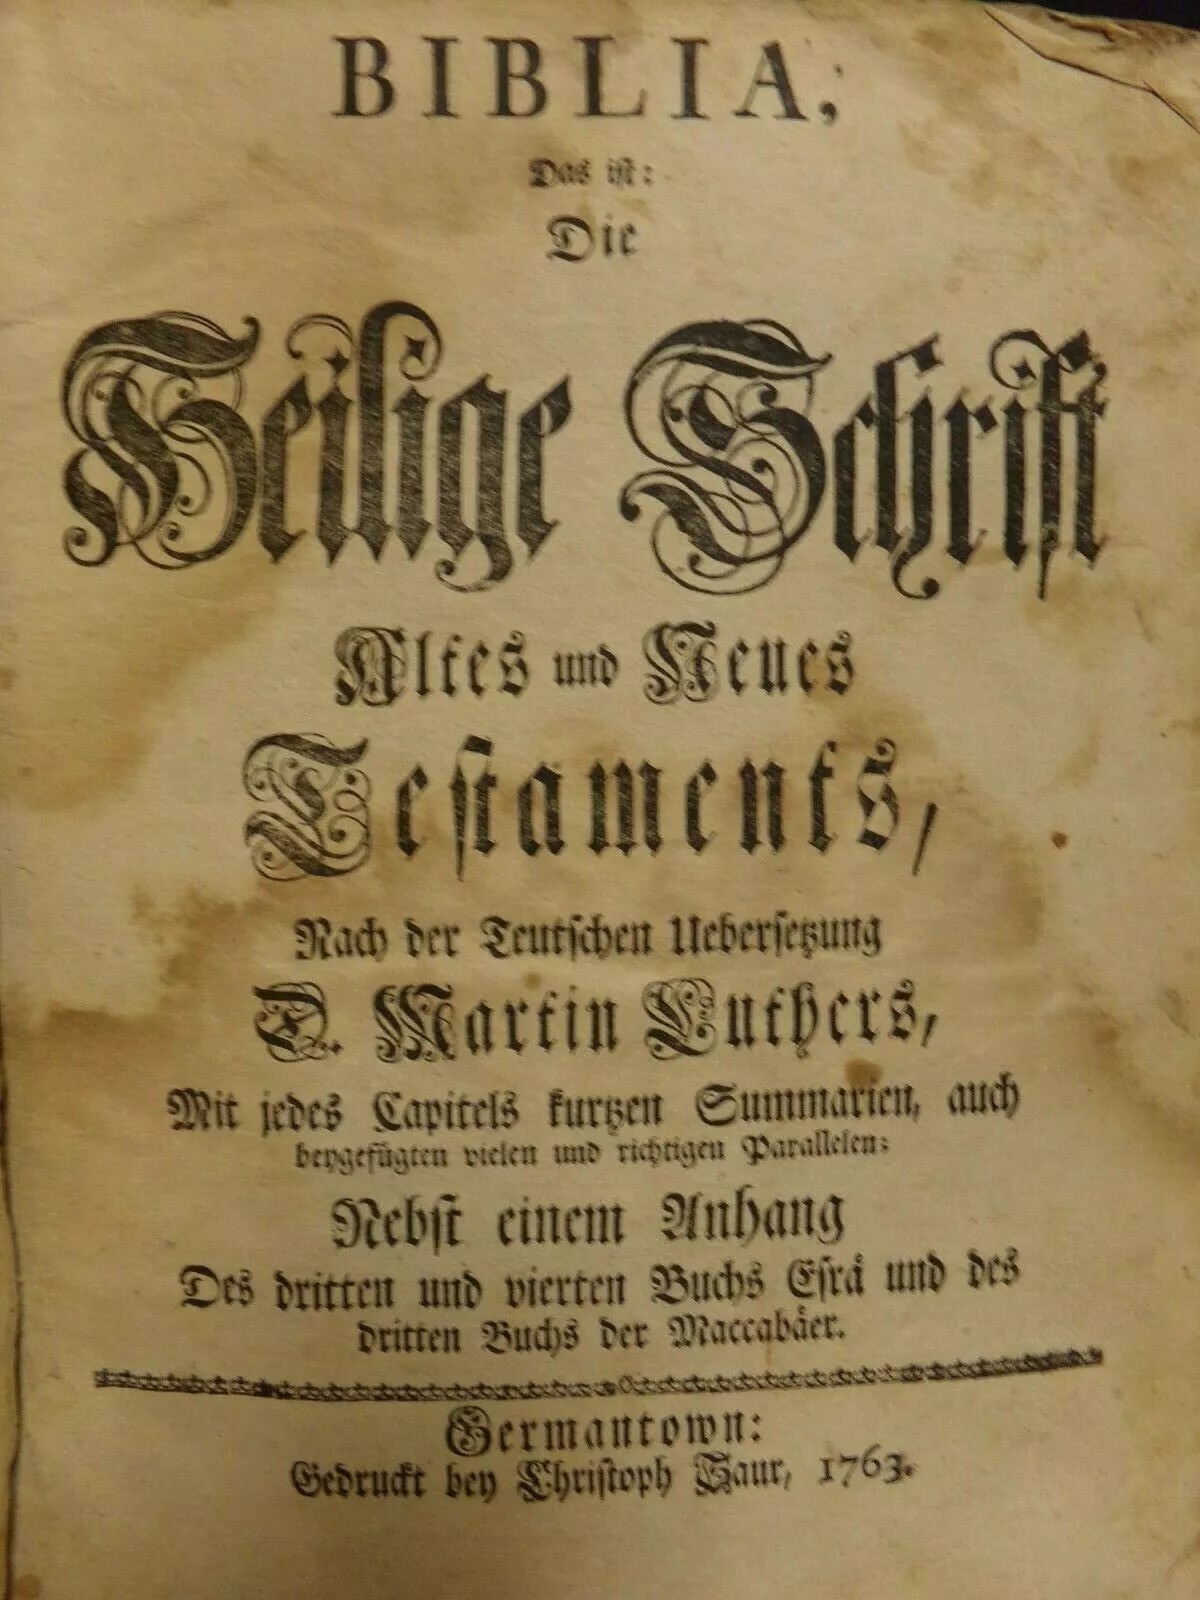 BIBLIA,
Das ist:
Die
Heilige Schrift
Altes und Neues
Testaments,
Nach der Teutschen Uebersetzung
D. Martin Luthers,
Mit jedes Capitels kurtzen Summarien, auch
beygefügten vielen und richtigen Parallelen:
Nebst einem Anhang
Des dritten und vierten Buchs Esrä und des
dritten Buchs der Maccabäer.
Germantown:
Gedruckt bey Christoph Saur, 1763.